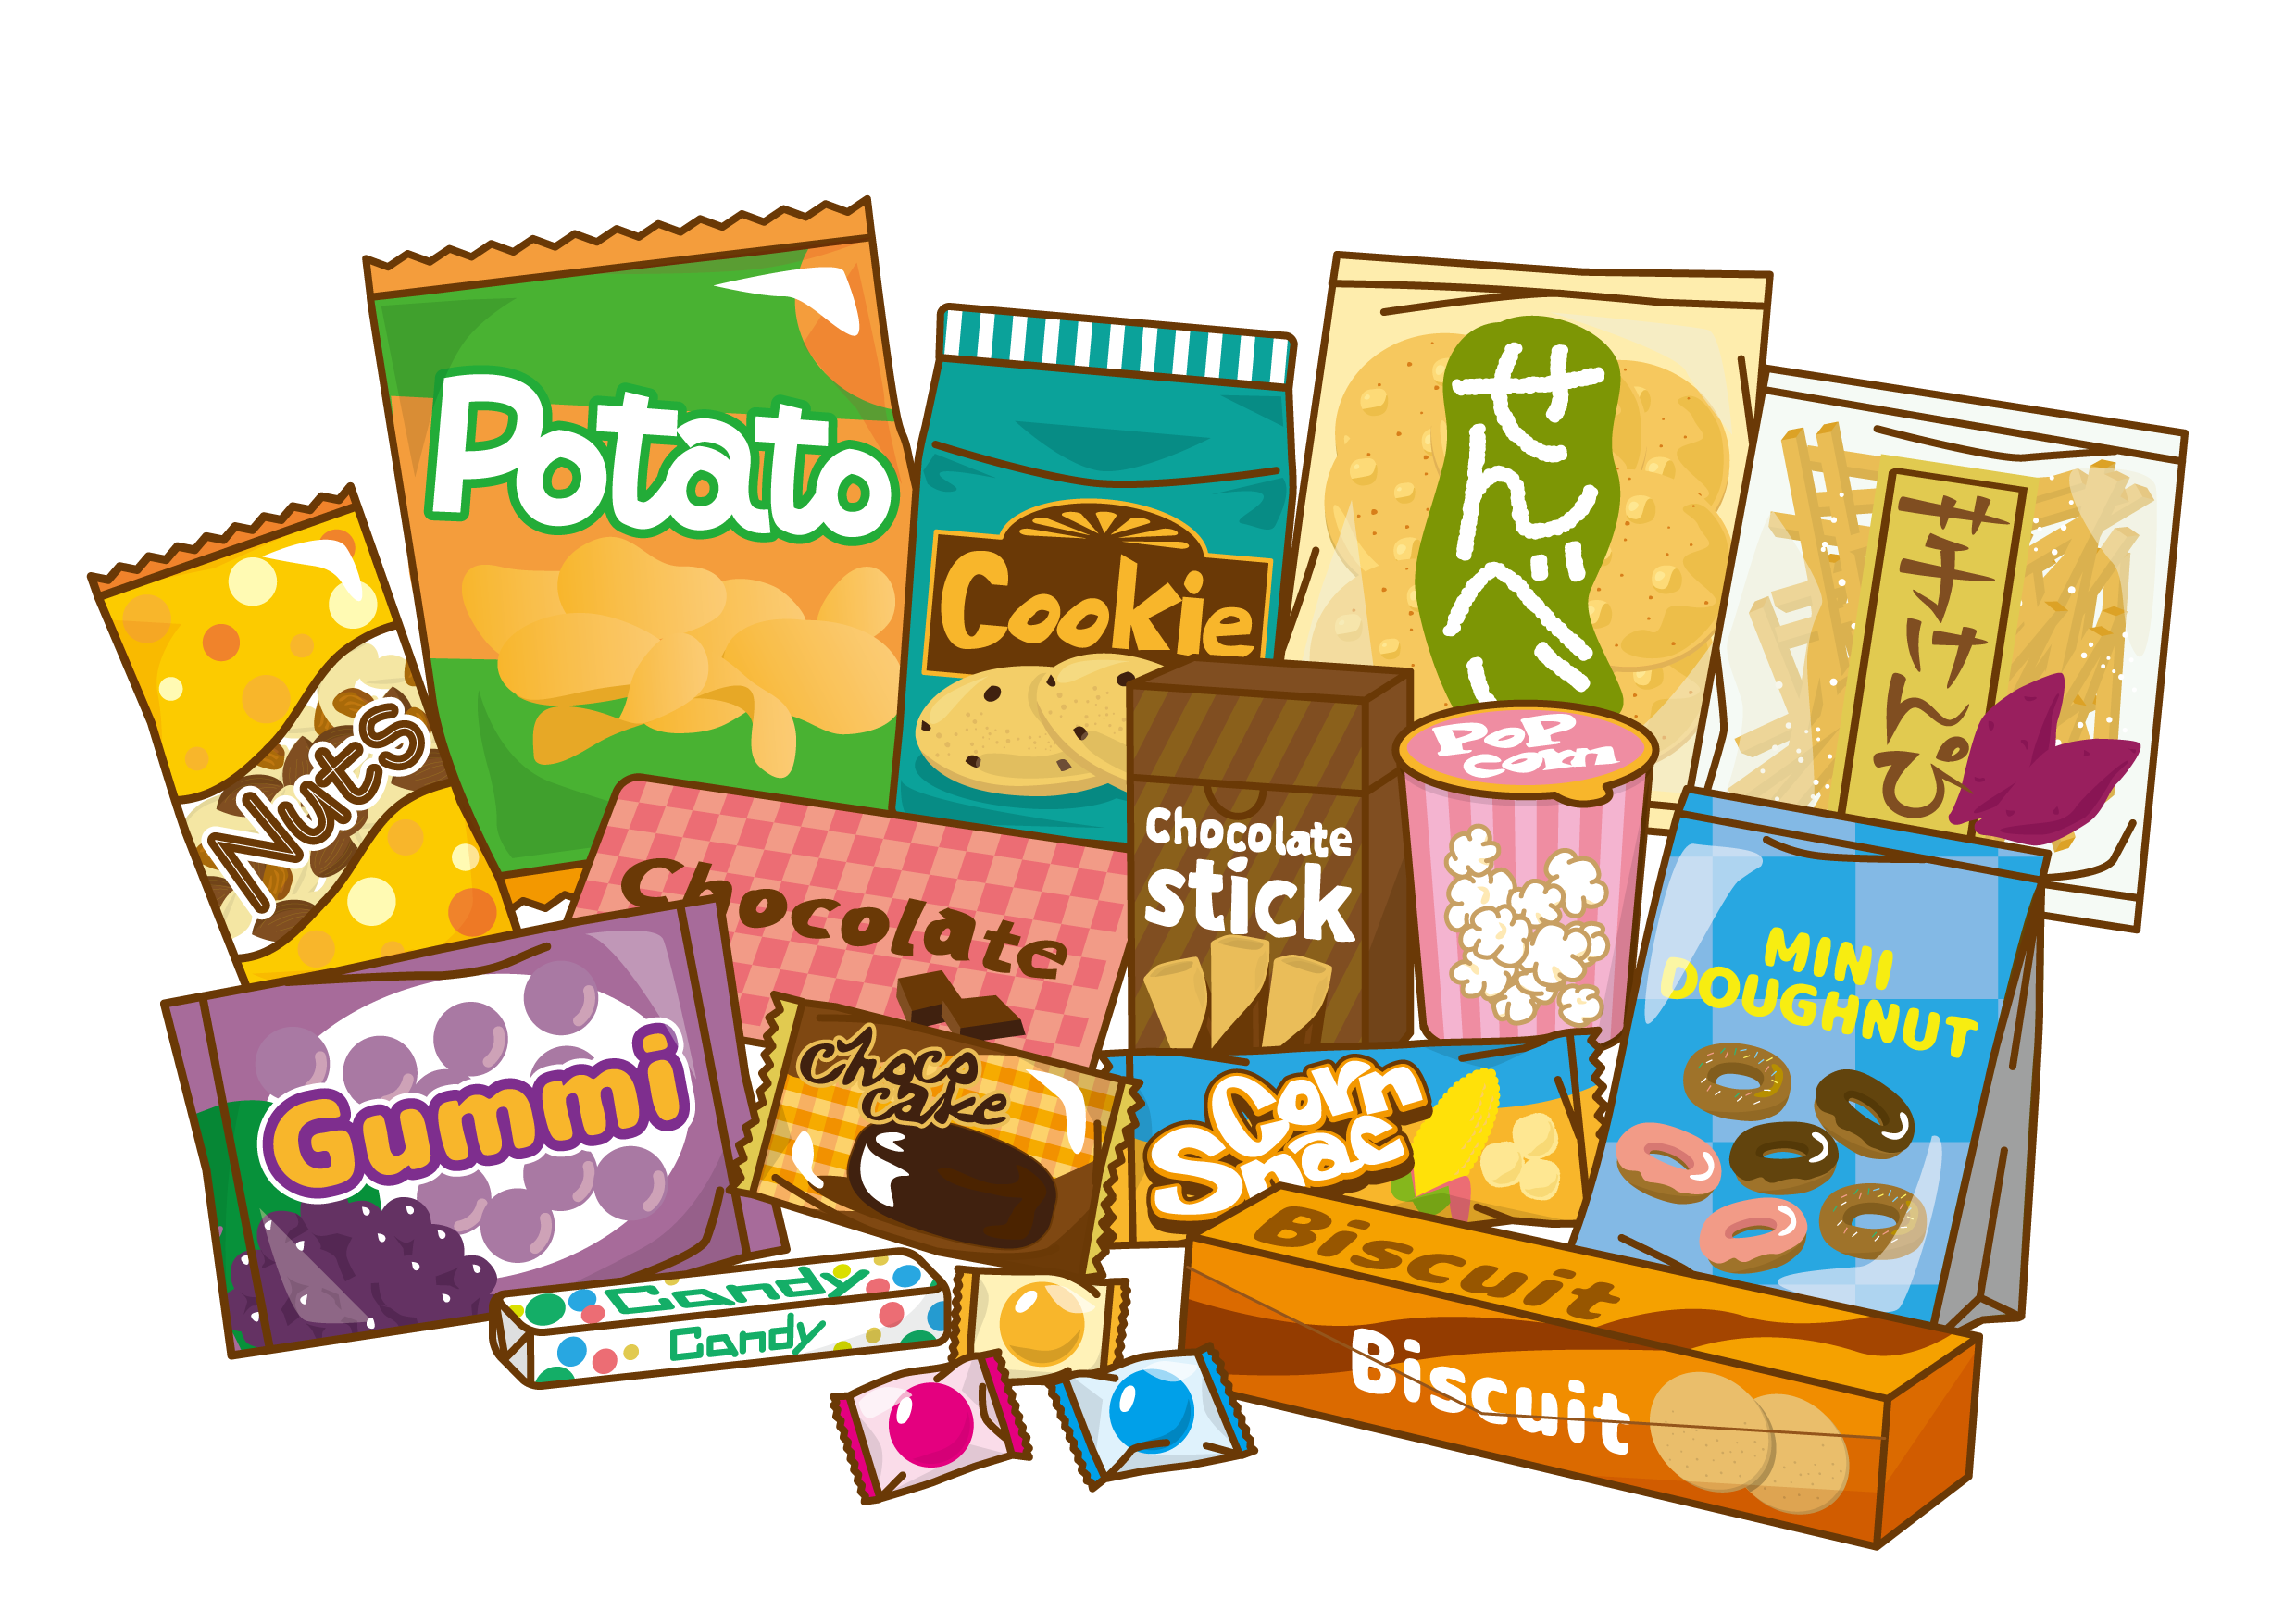 Potato
Cookie
せんべい
芋けんぴ
Nuts
Chocolate
Chocolate
stick
PoP
corn
MINI
DOUGHNUT
Gummi
Choco
cake
Corn
Snac
Biscuit
Biscuit
Candy
Candy